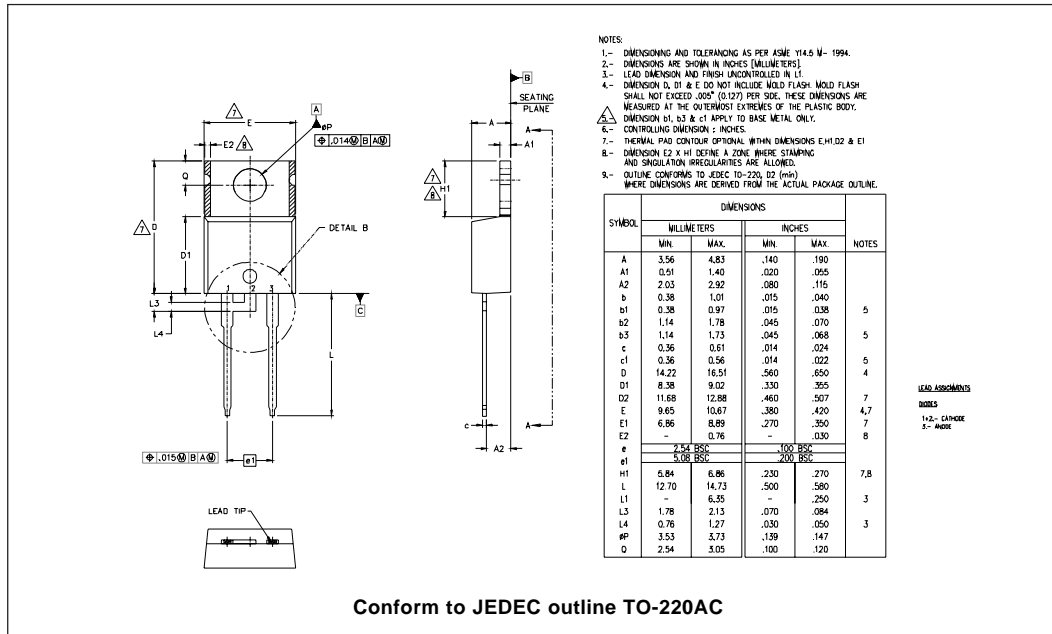 NOTES:
1.- DIMENSIONING AND TOLERANCING AS PER ASME Y14.5 M- 1994.
2.- DIMENSIONS ARE SHOWN IN INCHES [MILLIMETERS].
3.- LEAD DIMENSION AND FINISH UNCONTROLLED IN L1.
4.- DIMENSION D, D1 & E DO NOT INCLUDE MOLD FLASH. MOLD FLASH
SHALL NOT EXCEED .005" (0.127) PER SIDE. THESE DIMENSIONS ARE
MEASURED AT THE OUTERMOST EXTREMES OF THE PLASTIC BODY.
5.- DIMENSION b1, b3 & c1 APPLY TO BASE METAL ONLY.
6.- CONTROLLING DIMENSION : INCHES.
7.- THERMAL PAD CONTOUR OPTIONAL WITHIN DIMENSIONS E,H1,D2 & E1
8.- DIMENSION E2 X H1 DEFINE A ZONE WHERE STAMPING
AND SINGULATION IRREGULARITIES ARE ALLOWED.
9.- OUTLINE CONFORMS TO JEDEC TO-220, D2 (min)
WHERE DIMENSIONS ARE DERIVED FROM THE ACTUAL PACKAGE OUTLINE.
7
E
A
øP
E2 8
⌖ .014Ⓜ B AⓂ
Q
7 D
D1
DETAIL B
1 2 3
L3
L4
C
L
⌖ .015Ⓜ B AⓂ
e1
LEAD TIP
B
SEATING
PLANE
A
A
A1
7
8
H1
c
A
A2
SYMBOL DIMENSIONS NOTES
MILLIMETERS INCHES
MIN. MAX. MIN. MAX.
A 3.56 4.83 .140 .190
A1 0.51 1.40 .020 .055
A2 2.03 2.92 .080 .115
b 0.38 1.01 .015 .040
b1 0.38 0.97 .015 .038 5
b2 1.14 1.78 .045 .070
b3 1.14 1.73 .045 .068 5
c 0.36 0.61 .014 .024
c1 0.36 0.56 .014 .022 5
D 14.22 16.51 .560 .650 4
D1 8.38 9.02 .330 .355
D2 11.68 12.88 .460 .507 7
E 9.65 10.67 .380 .420 4,7
E1 6.86 8.89 .270 .350 7
E2 - 0.76 - .030 8
e 2.54 BSC .100 BSC
e1 5.08 BSC .200 BSC
H1 5.84 6.86 .230 .270 7,8
L 12.70 14.73 .500 .580
L1 - 6.35 - .250 3
L3 1.78 2.13 .070 .084
L4 0.76 1.27 .030 .050 3
øP 3.53 3.73 .139 .147
Q 2.54 3.05 .100 .120
LEAD ASSIGNMENTS
DIODES
1+2.- CATHODE
3.- ANODE
Conform to JEDEC outline TO-220AC